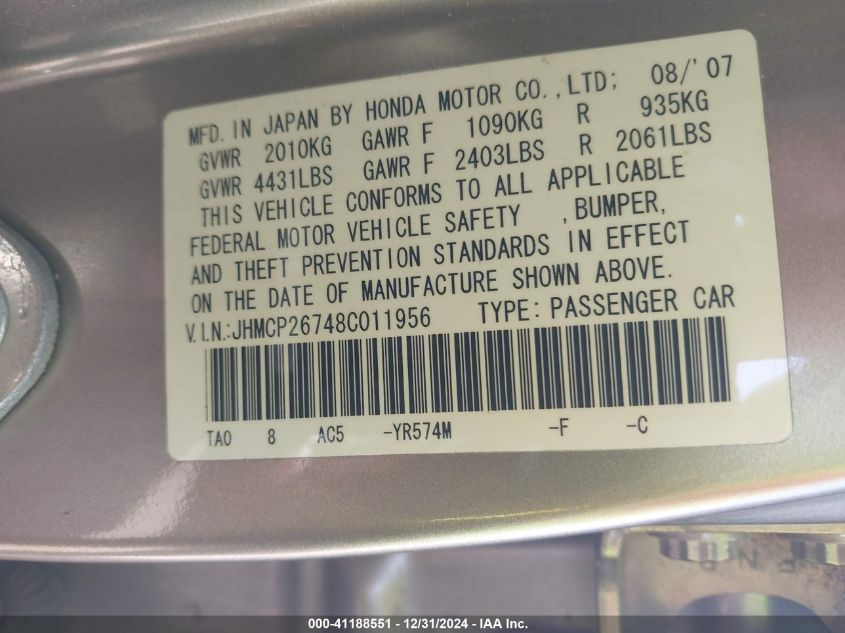 MFD. IN JAPAN BY HONDA MOTOR CO.,LTD; 08/'07
GVWR 2010KG GAWR F 1090KG R 935KG
GVWR 4431LBS GAWR F 2403LBS R 2061LBS
THIS VEHICLE CONFORMS TO ALL APPLICABLE
FEDERAL MOTOR VEHICLE SAFETY ,BUMPER,
AND THEFT PREVENTION STANDARDS IN EFFECT
ON THE DATE OF MANUFACTURE SHOWN ABOVE.
V.I.N.:JHMCP26748C011956 TYPE: PASSENGER CAR
TA0 8 AC5 -YR574M -F -C
000-41188551 - 12/31/2024 - IAA Inc.